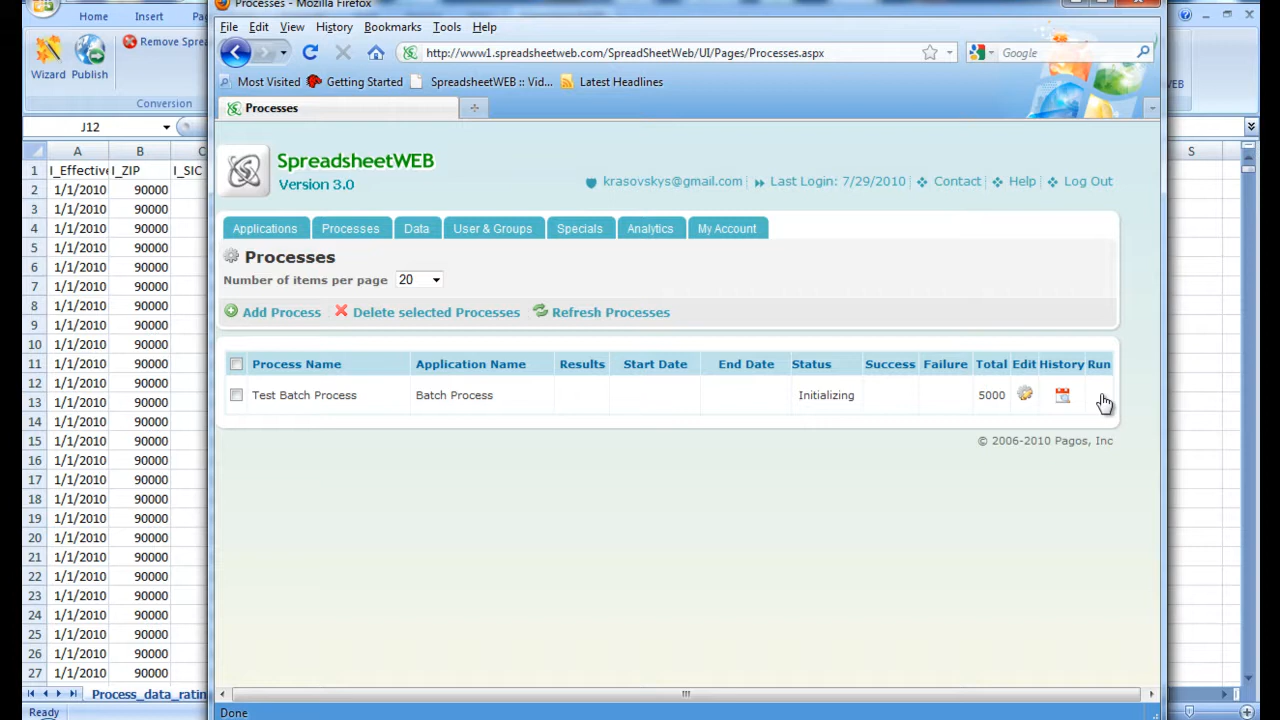 Processes - Mozilla Firefox
Home Insert
File Edit View History Bookmarks Tools Help
Wizard Publish Remove Sprea
Conversion
http://www1.spreadsheetweb.com/SpreadSheetWeb/UI/Pages/Processes.aspx Google
Most Visited Getting Started SpreadsheetWEB :: Vid... Latest Headlines
Processes
J12
SpreadsheetWEB
Version 3.0
krasovskys@gmail.com Last Login: 7/29/2010 Contact Help Log Out
Applications Processes Data User & Groups Specials Analytics My Account
Processes
Number of items per page 20
Add Process Delete selected Processes Refresh Processes
Process Name Application Name Results Start Date End Date Status Success Failure Total Edit History Run
Test Batch Process Batch Process Initializing 5000
© 2006-2010 Pagos, Inc
Done
A B C S
1 I_Effective I_ZIP I_SIC
2 1/1/2010 90000
3 1/1/2010 90000
4 1/1/2010 90000
5 1/1/2010 90000
6 1/1/2010 90000
7 1/1/2010 90000
8 1/1/2010 90000
9 1/1/2010 90000
10 1/1/2010 90000
11 1/1/2010 90000
12 1/1/2010 90000
13 1/1/2010 90000
14 1/1/2010 90000
15 1/1/2010 90000
16 1/1/2010 90000
17 1/1/2010 90000
18 1/1/2010 90000
19 1/1/2010 90000
20 1/1/2010 90000
21 1/1/2010 90000
22 1/1/2010 90000
23 1/1/2010 90000
24 1/1/2010 90000
25 1/1/2010 90000
26 1/1/2010 90000
27 1/1/2010 90000
Process_data_ratin
Ready